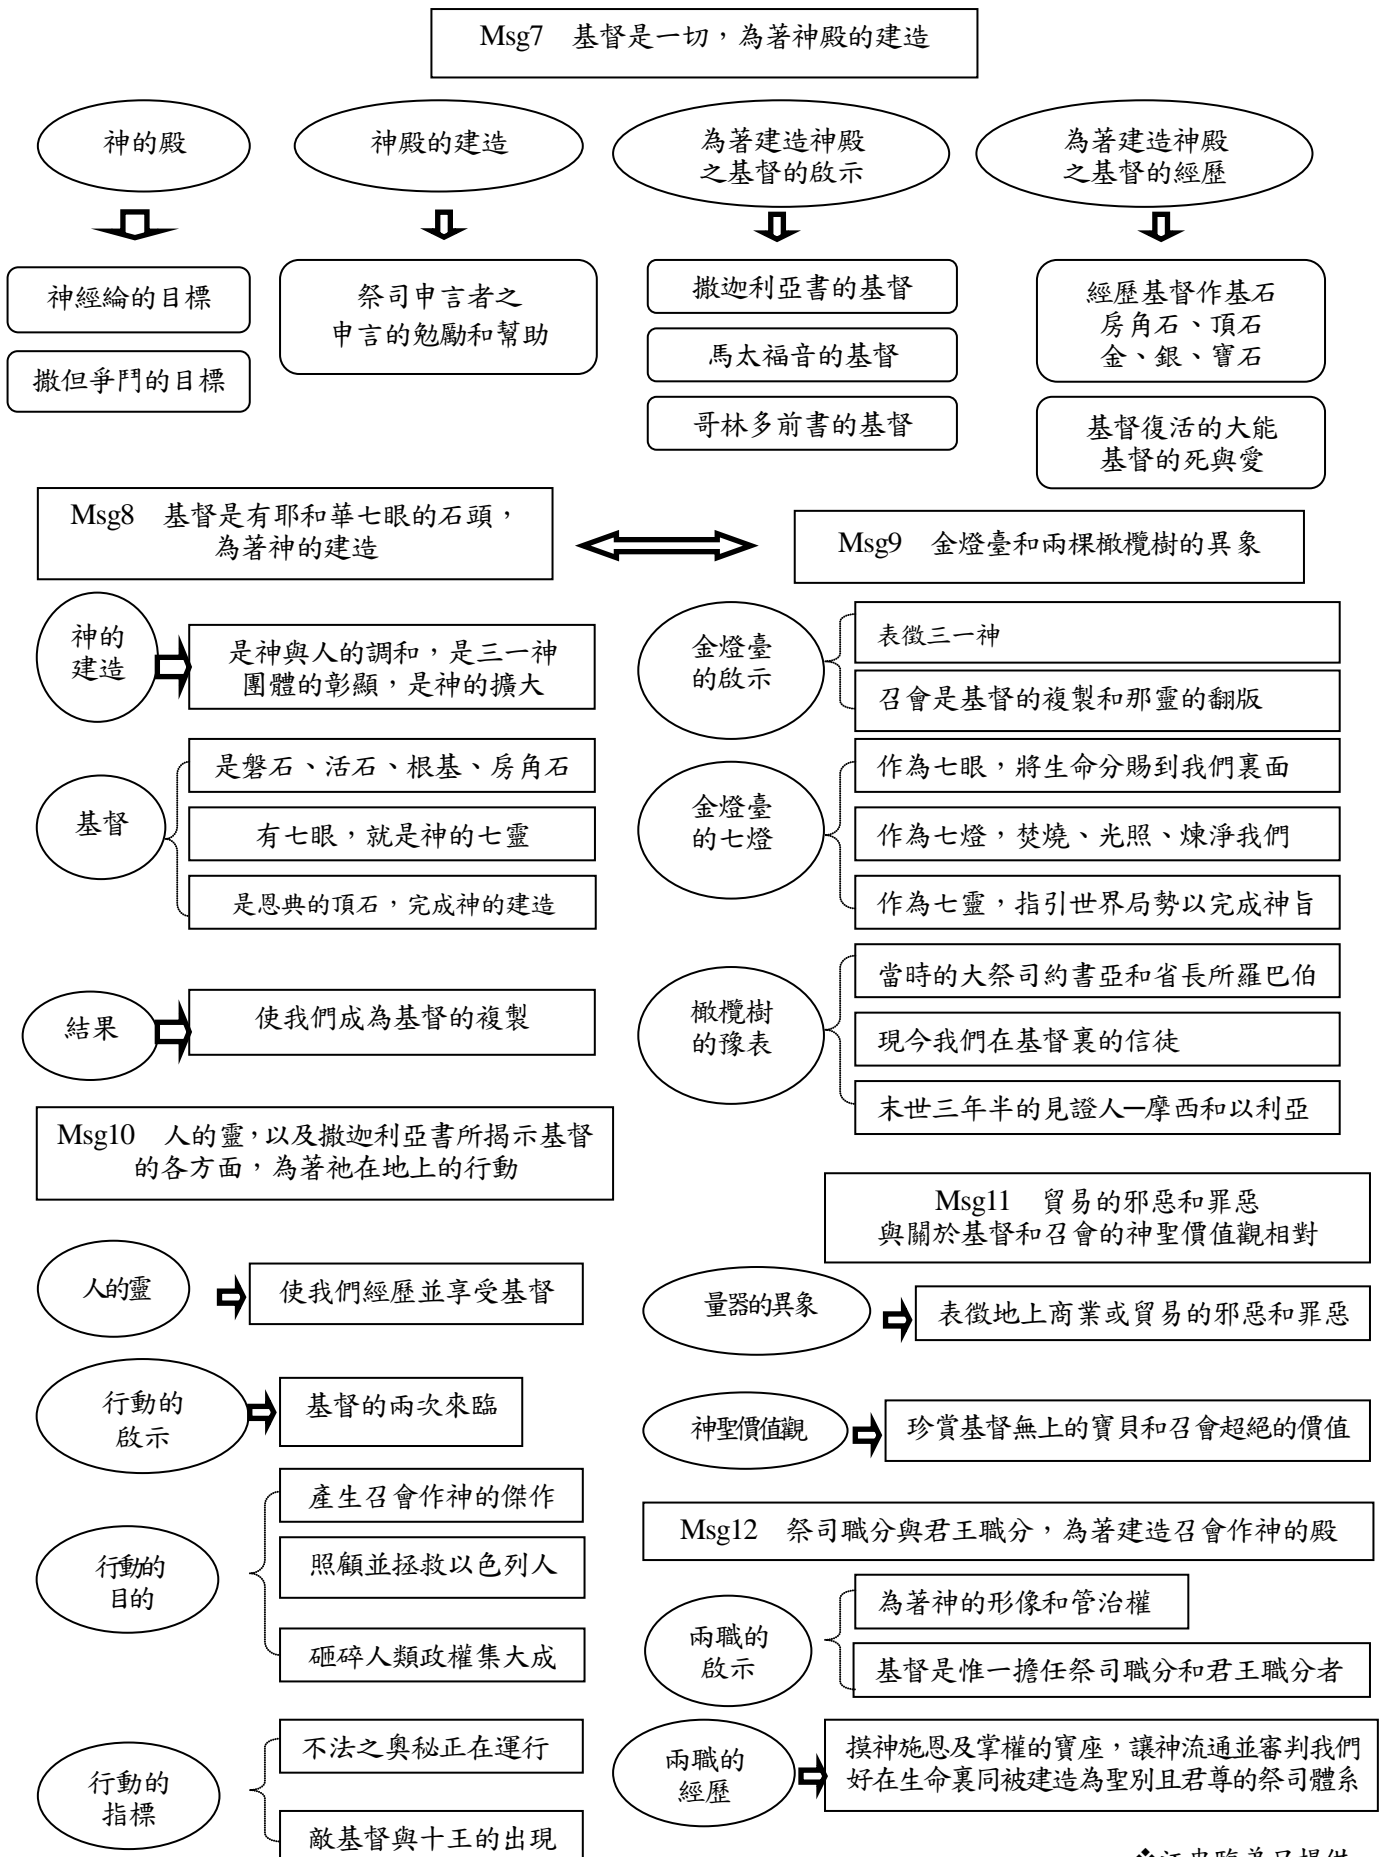 Msg7　基督是一切，為著神殿的建造
神的殿
神殿的建造
為著建造神殿
之基督的啟示
為著建造神殿
之基督的經歷
神經綸的目標
撒但爭鬥的目標
祭司申言者之
申言的勉勵和幫助
撒迦利亞書的基督
馬太福音的基督
哥林多前書的基督
經歷基督作基石
房角石、頂石
金、銀、寶石
基督復活的大能
基督的死與愛
Msg8　基督是有耶和華七眼的石頭，
為著神的建造
神的
建造
是神與人的調和，是三一神
團體的彰顯，是神的擴大
基督
是磐石、活石、根基、房角石
有七眼，就是神的七靈
是恩典的頂石，完成神的建造
結果
使我們成為基督的複製
Msg9　金燈臺和兩棵橄欖樹的異象
金燈臺
的啟示
表徵三一神
召會是基督的複製和那靈的翻版
金燈臺
的七燈
作為七眼，將生命分賜到我們裏面
作為七燈，焚燒、光照、煉淨我們
作為七靈，指引世界局勢以完成神旨
橄欖樹
的豫表
當時的大祭司約書亞和省長所羅巴伯
現今我們在基督裏的信徒
末世三年半的見證人─摩西和以利亞
Msg10　人的靈，以及撒迦利亞書所揭示基督
的各方面，為著祂在地上的行動
人的靈
使我們經歷並享受基督
行動的
啟示
基督的兩次來臨
行動的
目的
產生召會作神的傑作
照顧並拯救以色列人
砸碎人類政權集大成
行動的
指標
不法之奧秘正在運行
敵基督與十王的出現
Msg11　貿易的邪惡和罪惡
與關於基督和召會的神聖價值觀相對
量器的異象
表徵地上商業或貿易的邪惡和罪惡
神聖價值觀
珍賞基督無上的寶貝和召會超絕的價值
Msg12　祭司職分與君王職分，為著建造召會作神的殿
兩職的
啟示
為著神的形像和管治權
基督是惟一擔任祭司職分和君王職分者
兩職的
經歷
摸神施恩及掌權的寶座，讓神流通並審判我們
好在生命裏同被建造為聖別且君尊的祭司體系